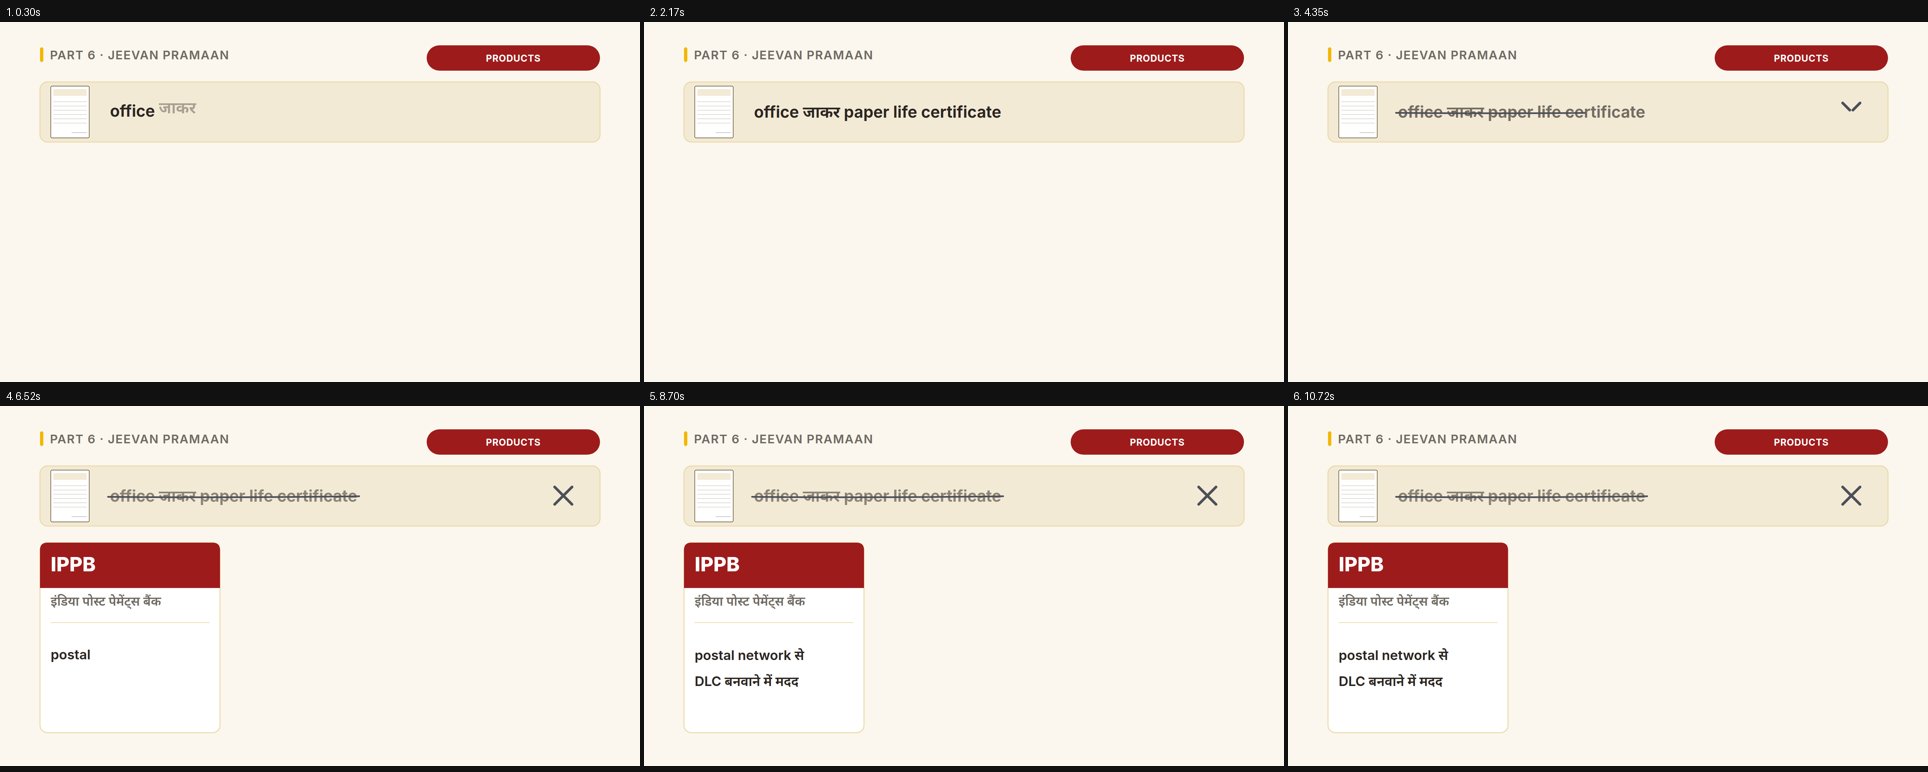 1. 0.30s
PART 6 · JEEVAN PRAMAAN
PRODUCTS
office जाकर
2. 2.17s
PART 6 · JEEVAN PRAMAAN
PRODUCTS
office जाकर paper life certificate
3. 4.35s
PART 6 · JEEVAN PRAMAAN
PRODUCTS
office जाकर paper life certificate
4. 6.52s
PART 6 · JEEVAN PRAMAAN
PRODUCTS
office जाकर paper life certificate
IPPB
इंडिया पोस्ट पेमेंट्स बैंक
postal
5. 8.70s
PART 6 · JEEVAN PRAMAAN
PRODUCTS
office जाकर paper life certificate
IPPB
इंडिया पोस्ट पेमेंट्स बैंक
postal network से
DLC बनवाने में मदद
6. 10.72s
PART 6 · JEEVAN PRAMAAN
PRODUCTS
office जाकर paper life certificate
IPPB
इंडिया पोस्ट पेमेंट्स बैंक
postal network से
DLC बनवाने में मदद